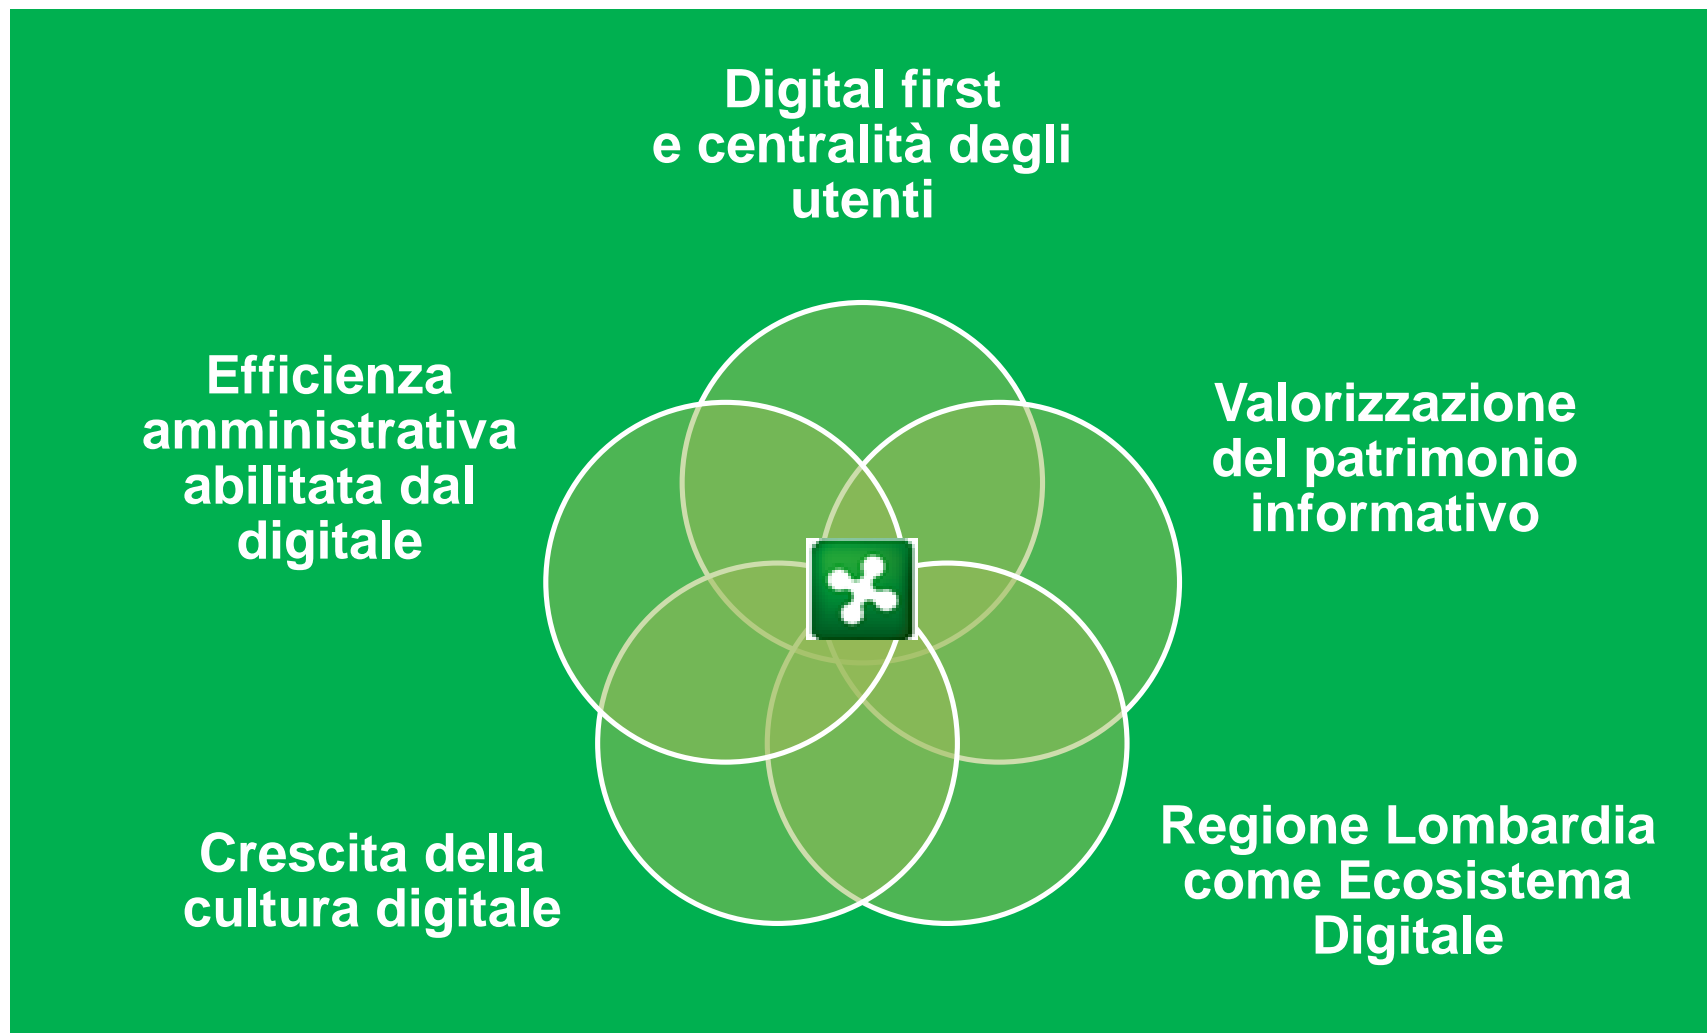 Digital first
e centralità degli
utenti
Efficienza
amministrativa
abilitata dal
digitale
Valorizzazione
del patrimonio
informativo
Crescita della
cultura digitale
Regione Lombardia
come Ecosistema
Digitale